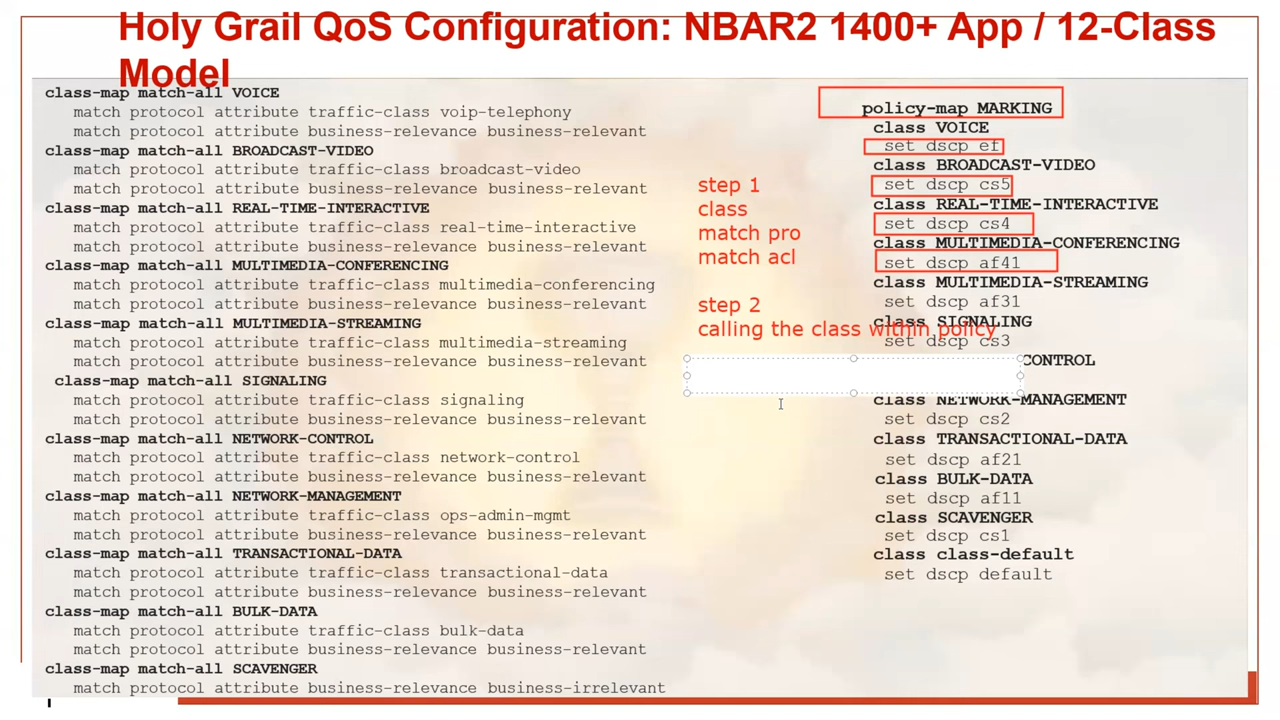 Holy Grail QoS Configuration: NBAR2 1400+ App / 12-Class
Model
class-map match-all VOICE
match protocol attribute traffic-class voip-telephony
match protocol attribute business-relevance business-relevant
class-map match-all BROADCAST-VIDEO
match protocol attribute traffic-class broadcast-video
match protocol attribute business-relevance business-relevant
class-map match-all REAL-TIME-INTERACTIVE
match protocol attribute traffic-class real-time-interactive
match protocol attribute business-relevance business-relevant
class-map match-all MULTIMEDIA-CONFERENCING
match protocol attribute traffic-class multimedia-conferencing
match protocol attribute business-relevance business-relevant
class-map match-all MULTIMEDIA-STREAMING
match protocol attribute traffic-class multimedia-streaming
match protocol attribute business-relevance business-relevant
class-map match-all SIGNALING
match protocol attribute traffic-class signaling
match protocol attribute business-relevance business-relevant
class-map match-all NETWORK-CONTROL
match protocol attribute traffic-class network-control
match protocol attribute business-relevance business-relevant
class-map match-all NETWORK-MANAGEMENT
match protocol attribute traffic-class ops-admin-mgmt
match protocol attribute business-relevance business-relevant
class-map match-all TRANSACTIONAL-DATA
match protocol attribute traffic-class transactional-data
match protocol attribute business-relevance business-relevant
class-map match-all BULK-DATA
match protocol attribute traffic-class bulk-data
match protocol attribute business-relevance business-relevant
class-map match-all SCAVENGER
match protocol attribute business-relevance business-irrelevant
step 1
class
match pro
match acl
step 2
calling the class within policy
policy-map MARKING
class VOICE
set dscp ef
class BROADCAST-VIDEO
set dscp cs5
class REAL-TIME-INTERACTIVE
set dscp cs4
class MULTIMEDIA-CONFERENCING
set dscp af41
class MULTIMEDIA-STREAMING
set dscp af31
class SIGNALING
set dscp cs3
CONTROL
class NETWORK-MANAGEMENT
set dscp cs2
class TRANSACTIONAL-DATA
set dscp af21
class BULK-DATA
set dscp af11
class SCAVENGER
set dscp cs1
class class-default
set dscp default